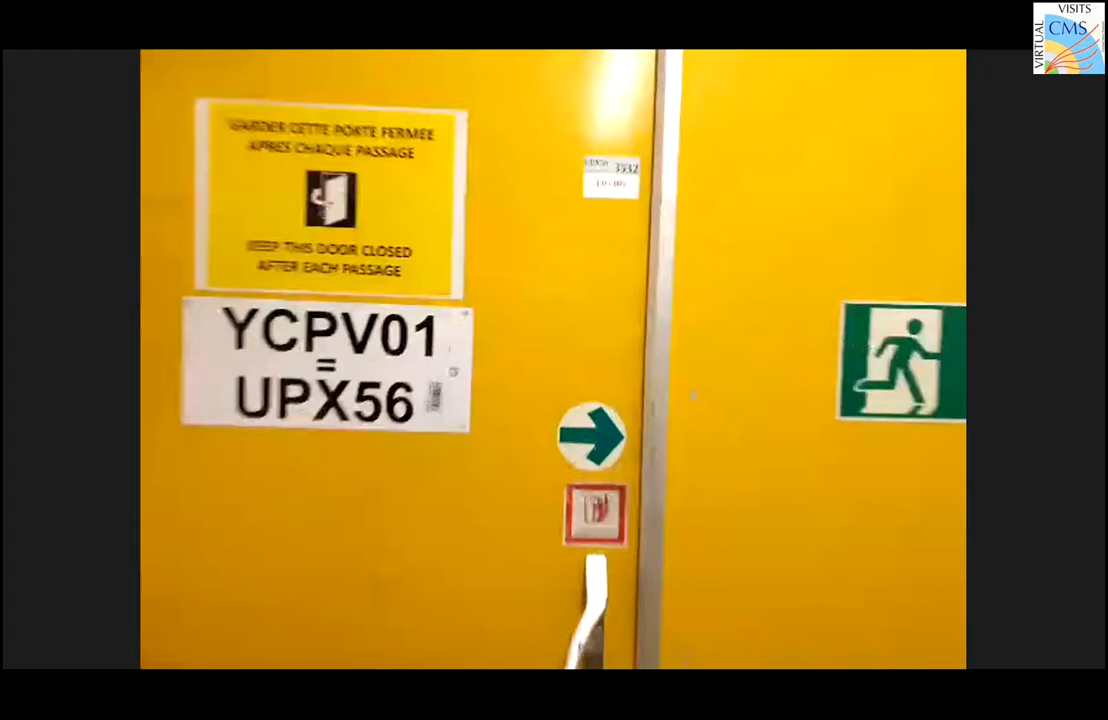 VISITS
VIRTUAL
CMS
GARDER CETTE PORTE FERMEE
APRES CHAQUE PASSAGE
KEEP THIS DOOR CLOSED
AFTER EACH PASSAGE
3932
YCPV01
=
UPX56